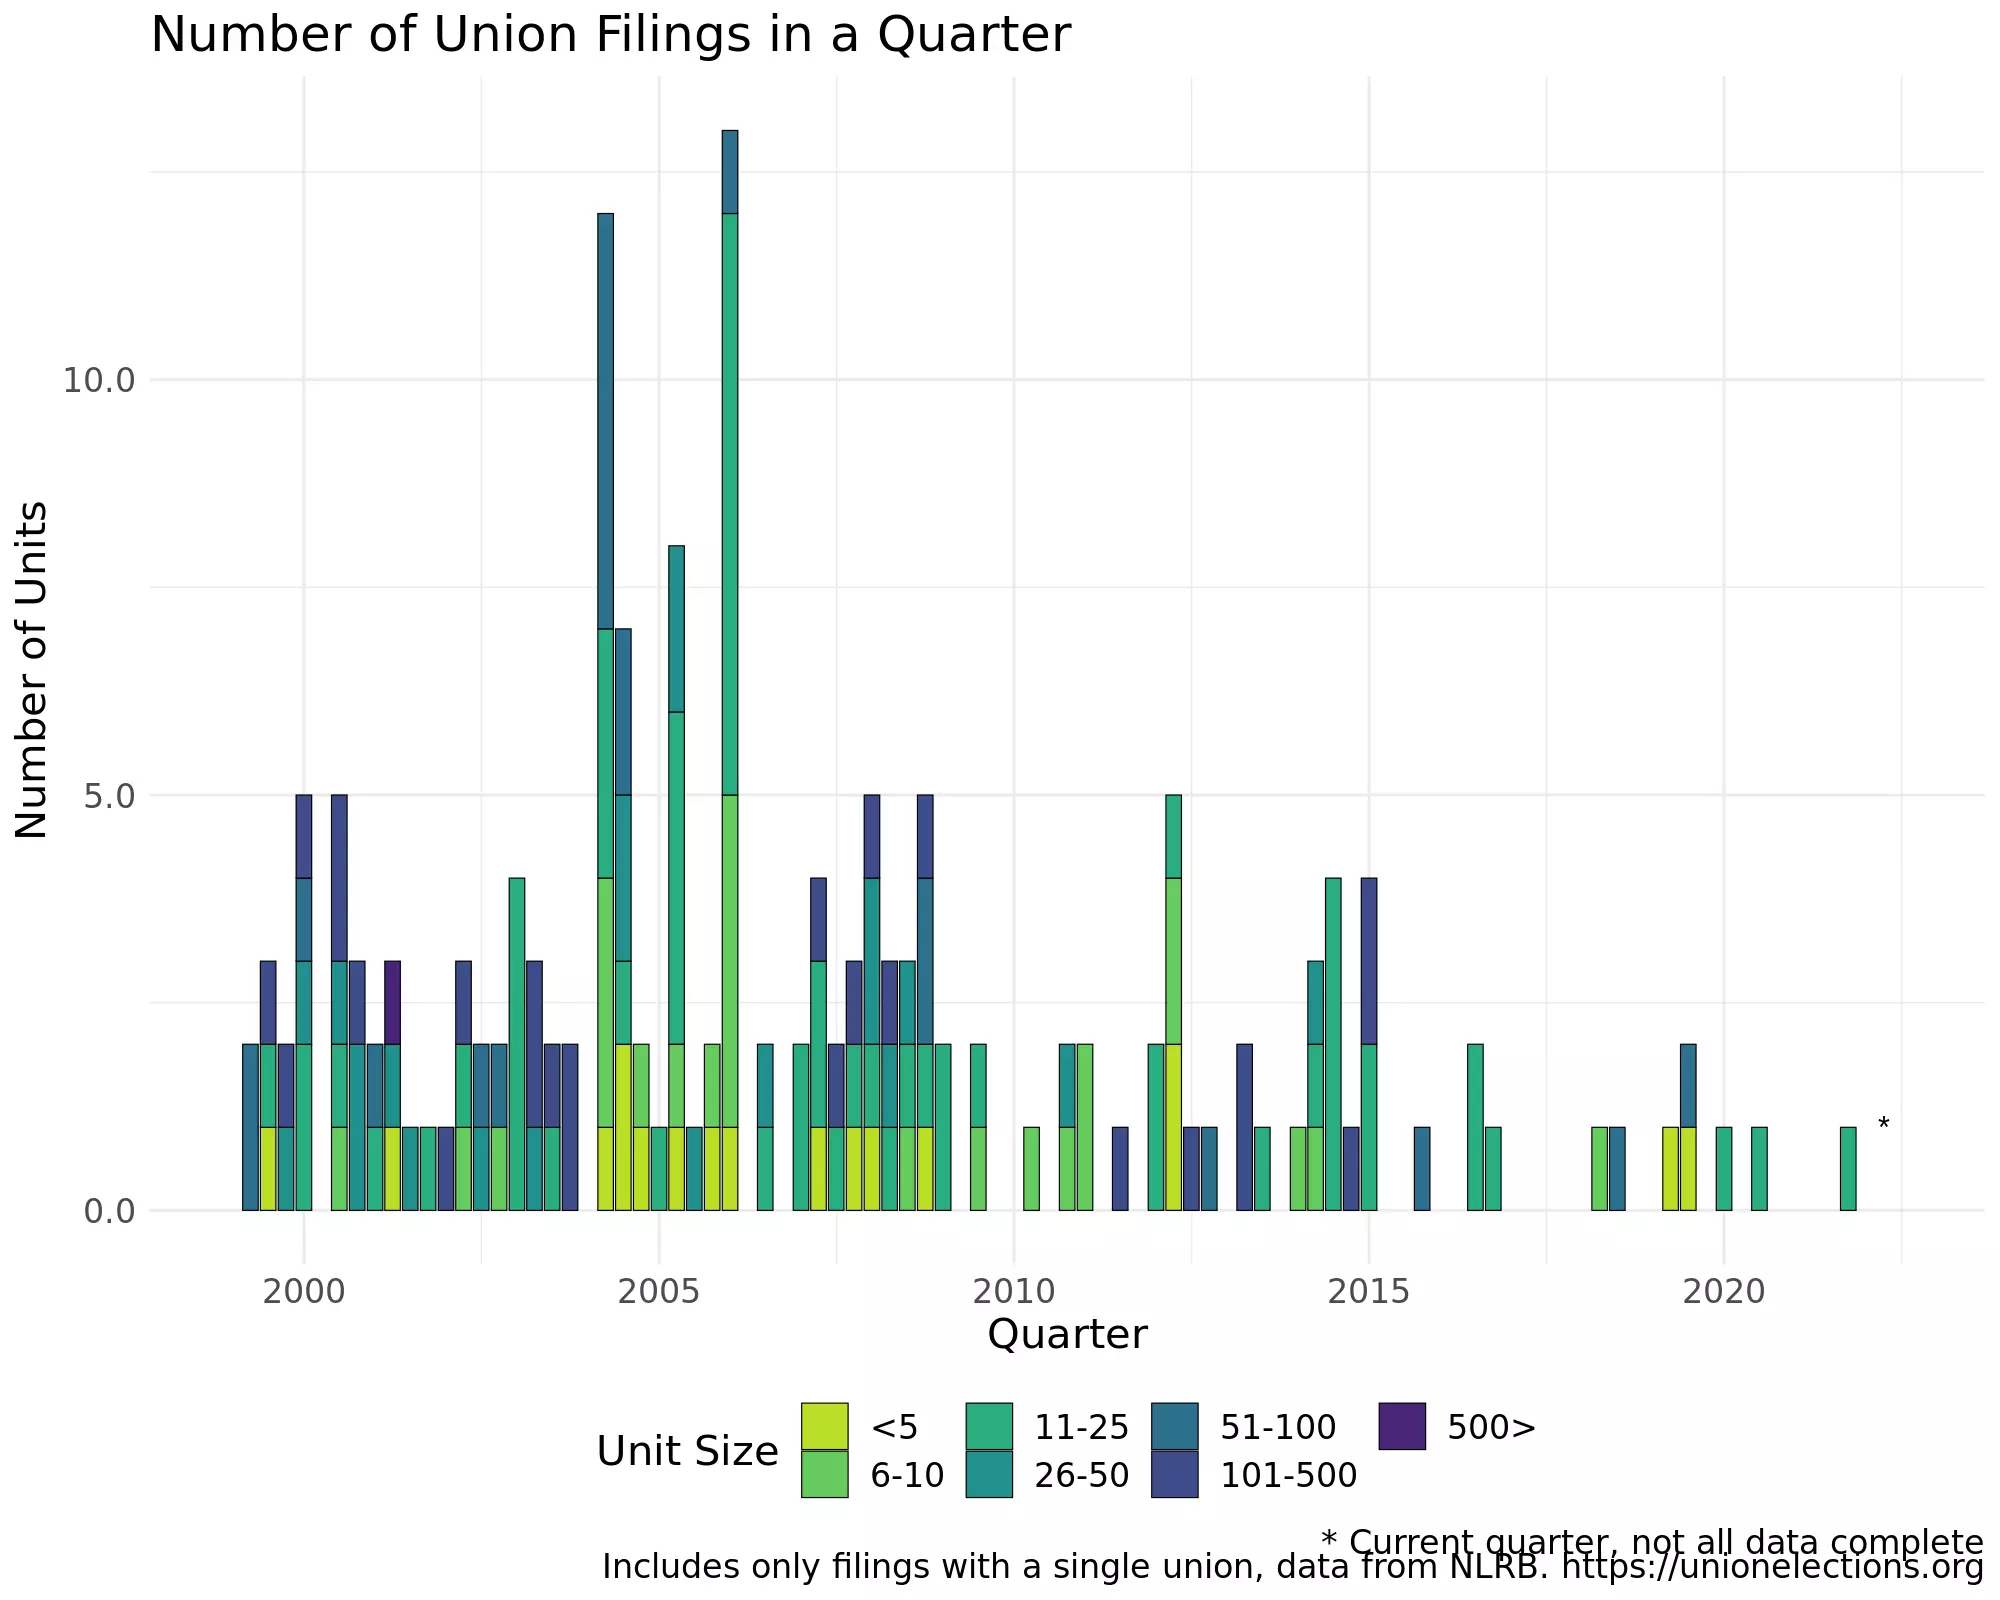 Number of Union Filings in a Quarter
Number of Units
10.0
5.0
0.0
*
2000 2005 2010 2015 2020
Quarter
Unit Size
<5 11-25 51-100 500>
6-10 26-50 101-500
* Current quarter, not all data complete
Includes only filings with a single union, data from NLRB. https://unionelections.org